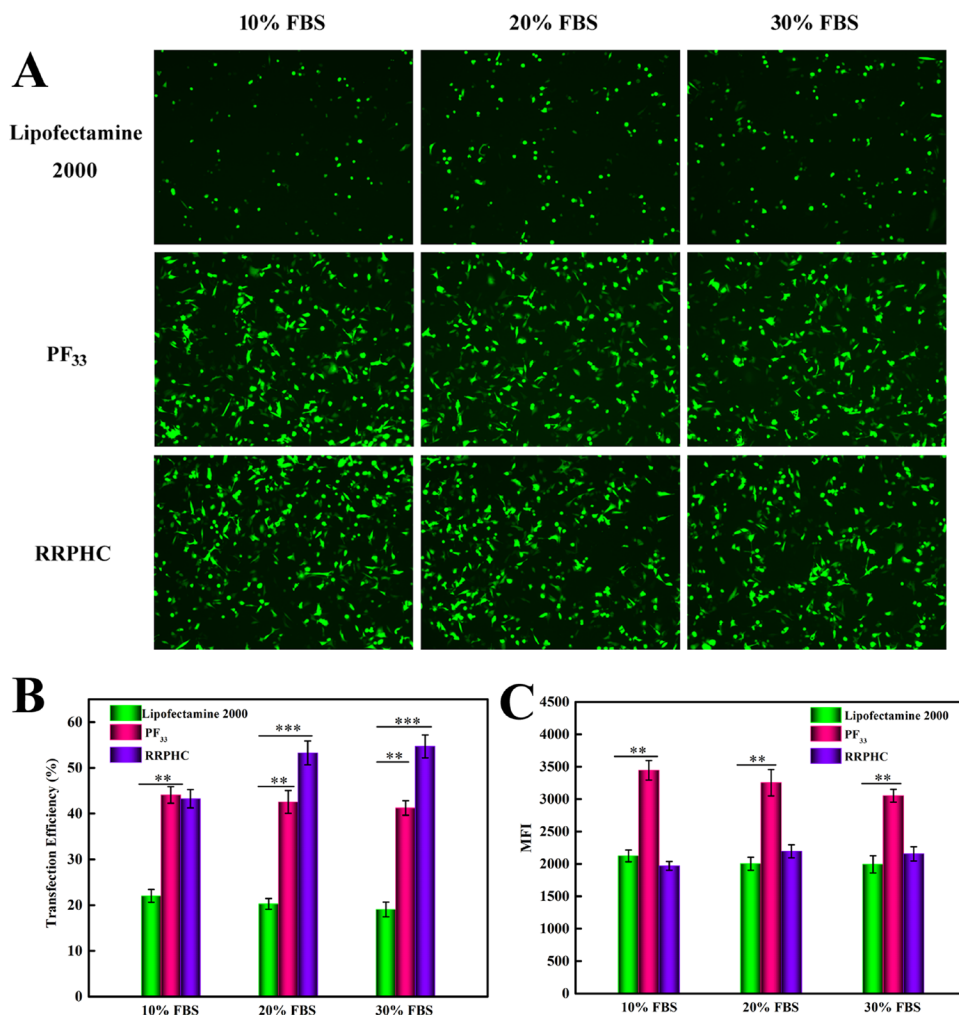 10% FBS 20% FBS 30% FBS
A
Lipofectamine
2000
PF33
RRPHC
B
Lipofectamine 2000
PF33
RRPHC
Transfection Efficiency (%)
60
50
40
30
20
10
0
**
**
***
**
***
10% FBS 20% FBS 30% FBS
C
Lipofectamine 2000
PF33
RRPHC
MFI
4500
4000
3500
3000
2500
2000
1500
1000
500
0
**
**
**
10% FBS 20% FBS 30% FBS